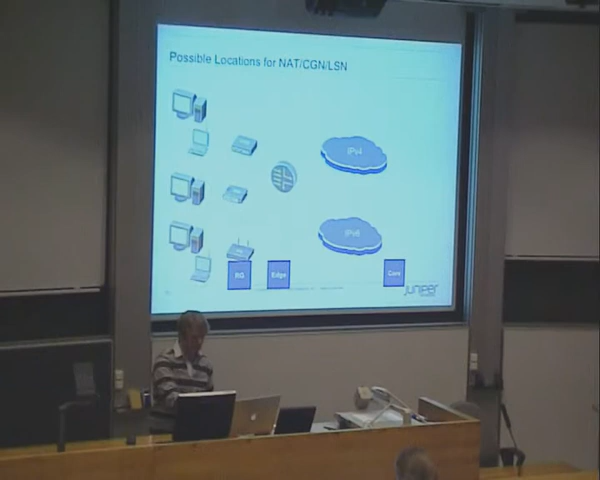 Possible Locations for NAT/CGN/LSN
IPv4
IPv6
RG
Edge
Core
Juniper